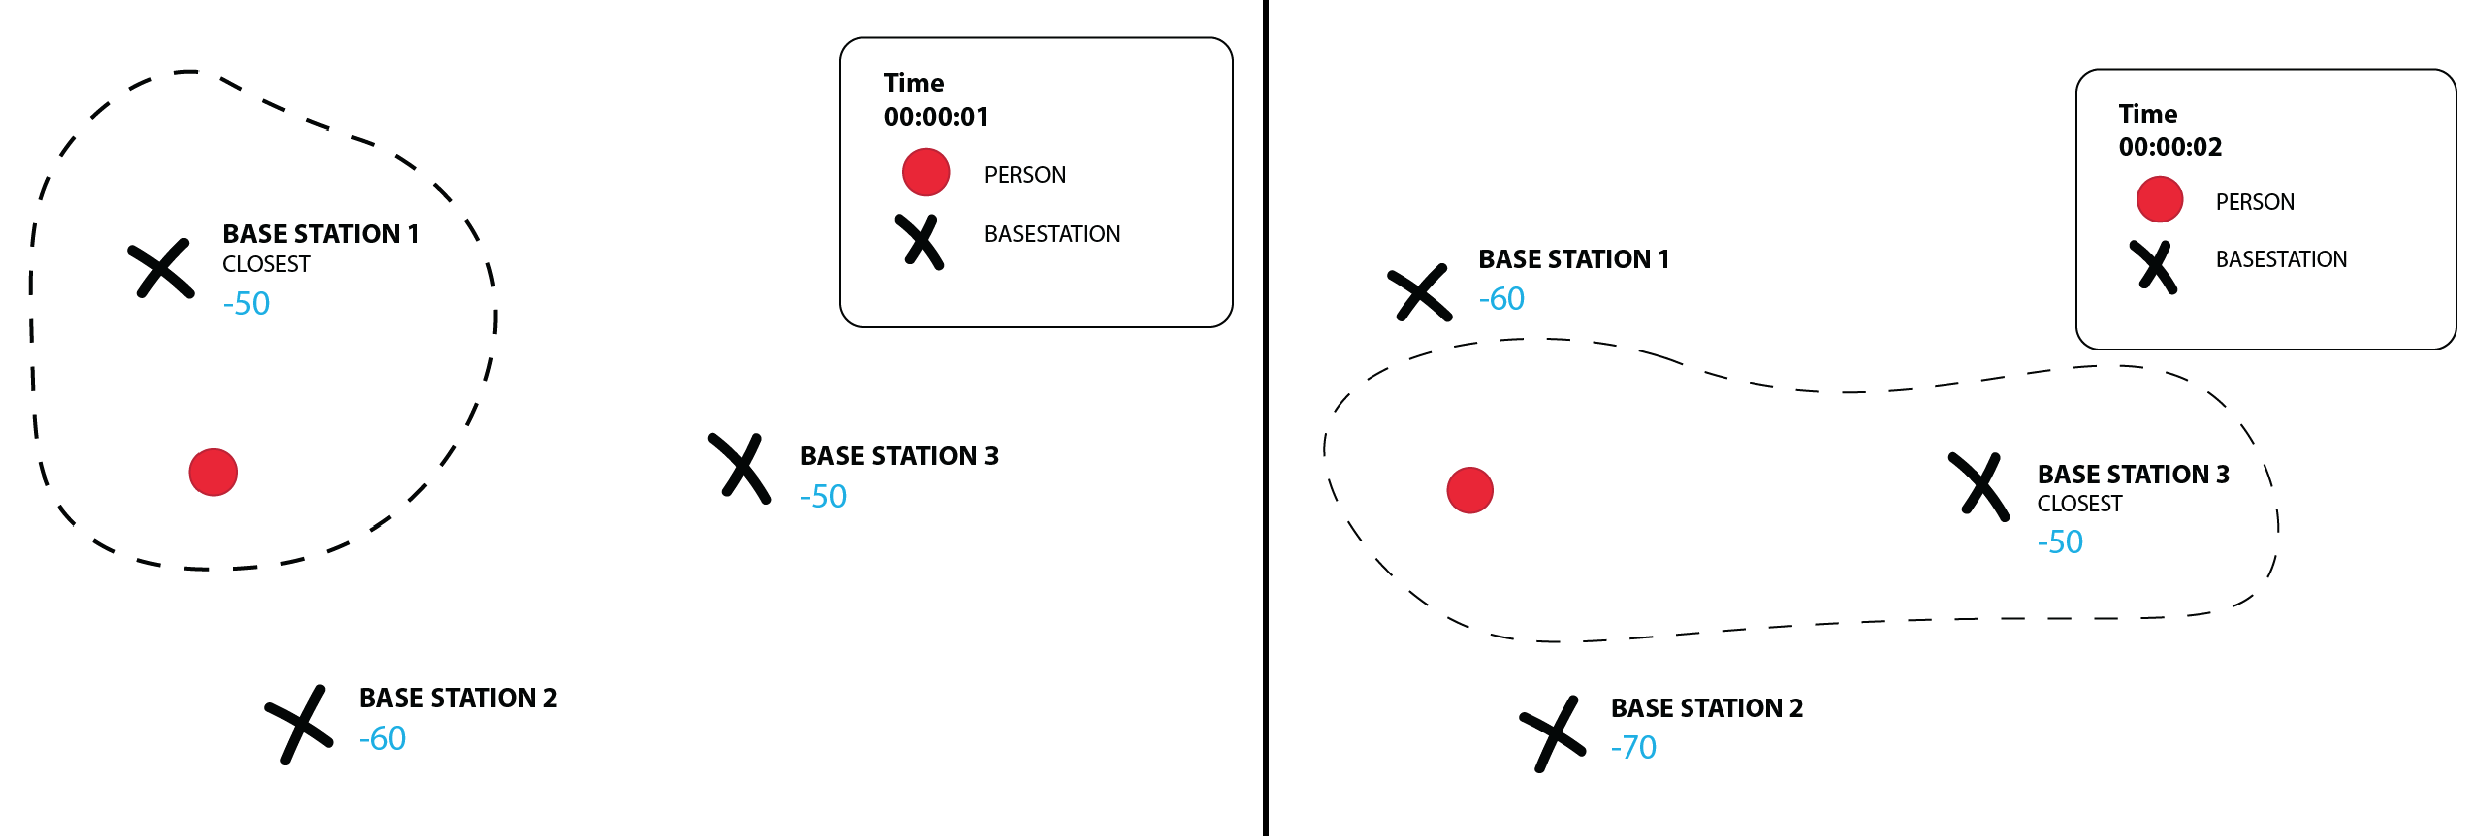 Time
00:00:01
PERSON
BASESTATION
BASE STATION 1
CLOSEST
-50
BASE STATION 3
-50
BASE STATION 2
-60
Time
00:00:02
PERSON
BASESTATION
BASE STATION 1
-60
BASE STATION 3
CLOSEST
-50
BASE STATION 2
-70